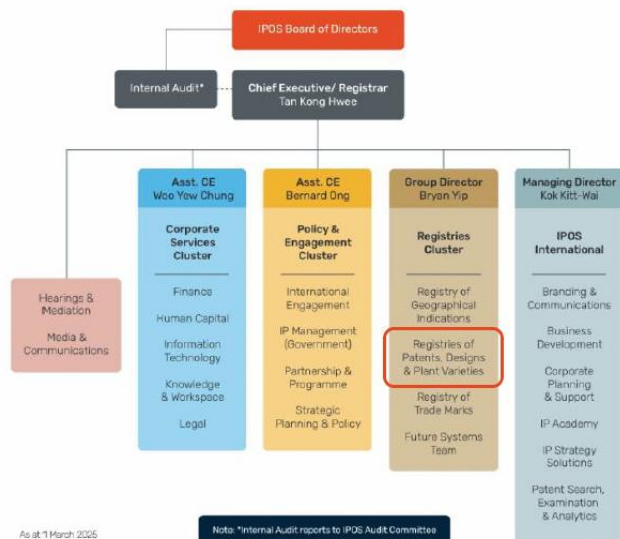 IPOS Board of Directors
Internal Audit*
Chief Executive/ Registrar
Tan Kong Hwee
Hearings &
Mediation
Media &
Communications
Asst. CE
Woo Yew Chung
Corporate
Services
Cluster
Finance
Human Capital
Information
Technology
Knowledge
& Workspace
Legal
Asst. CE
Bernard Ong
Policy &
Engagement
Cluster
International
Engagement
IP Management
(Government)
Partnership &
Programme
Strategic
Planning & Policy
Group Director
Bryan Yip
Registries
Cluster
Registry of
Geographical
Indications
Registries of
Patents, Designs
& Plant Varieties
Registry of
Trade Marks
Future Systems
Team
Managing Director
Kok Kitt-Wai
IPOS
International
Branding &
Communications
Business
Development
Corporate
Planning
& Support
IP Academy
IP Strategy
Solutions
Patent Search,
Examination
& Analytics
As at 1 March 2025
Note: *Internal Audit reports to IPOS Audit Committee